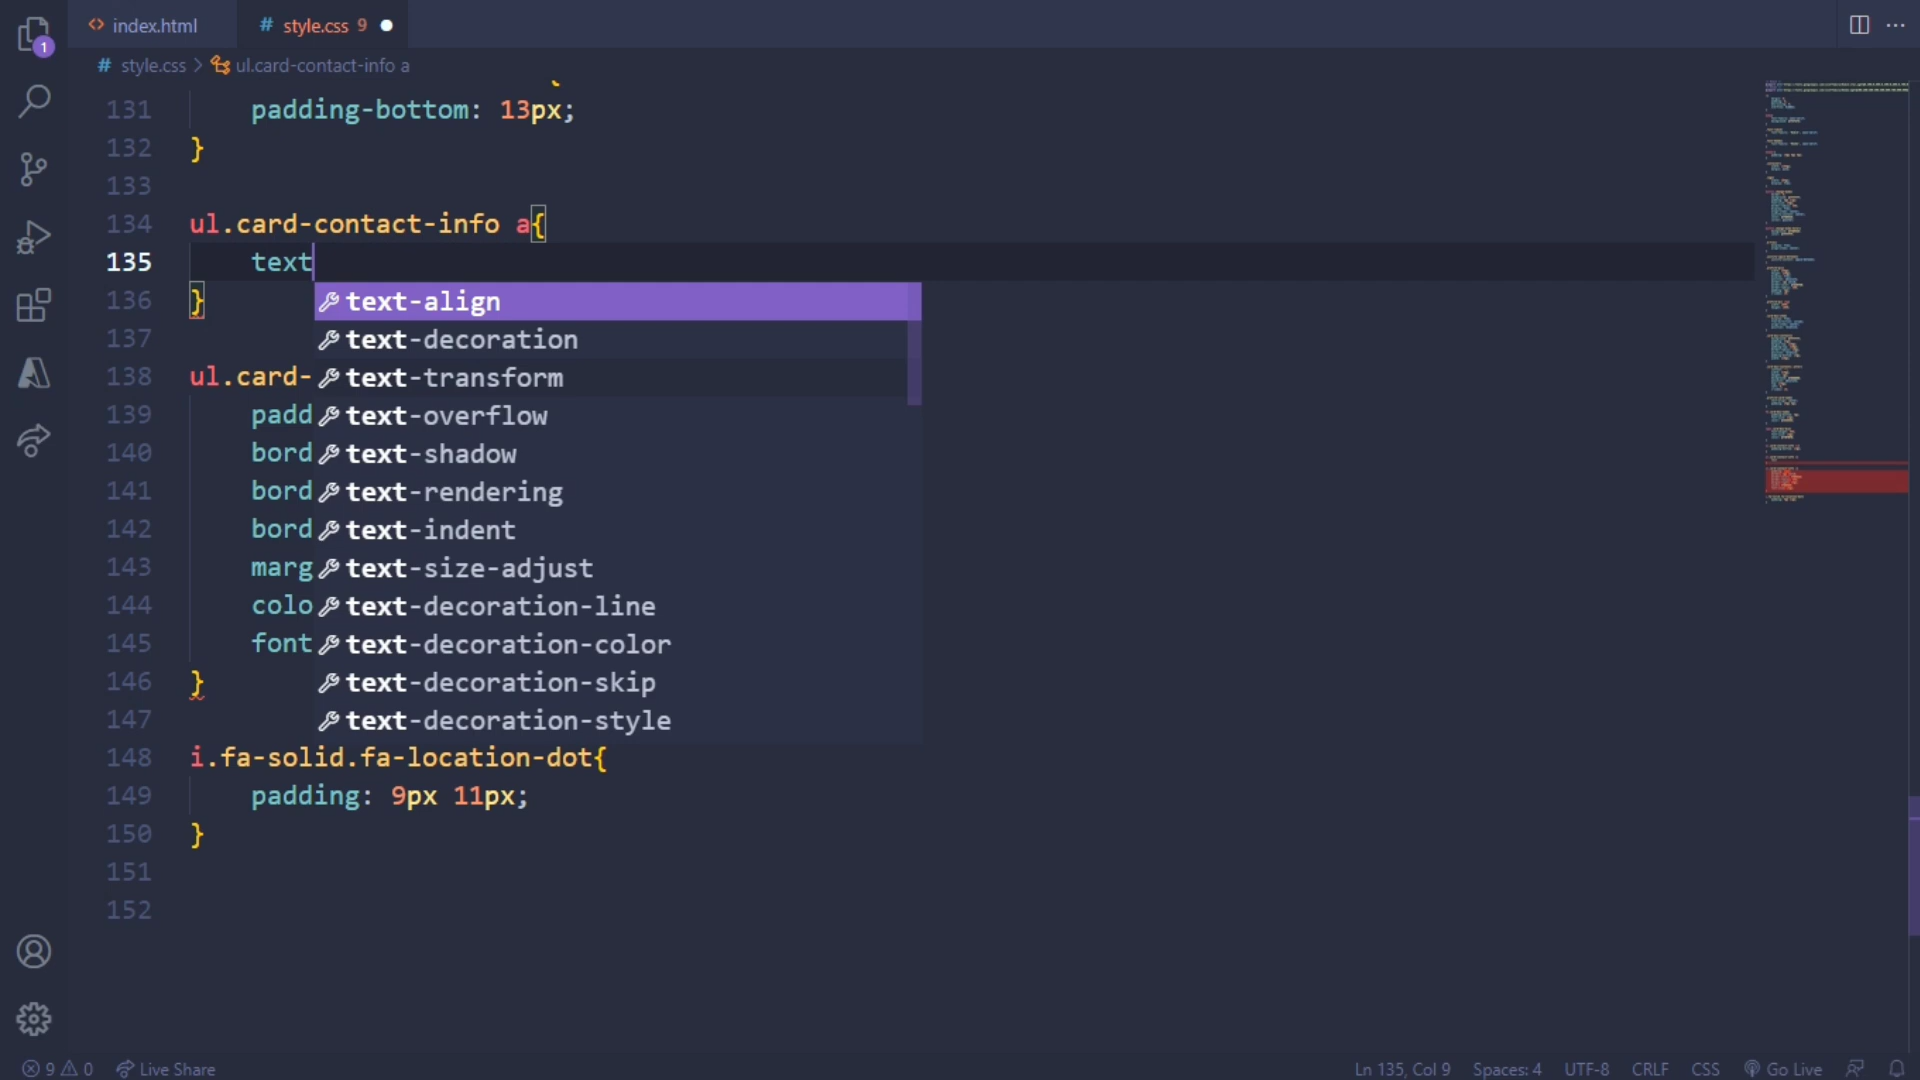 1
index.html
# style.css 9
# style.css > ul.card-contact-info a
131 padding-bottom: 13px;
132 }
133
134 ul.card-contact-info a{
135 text
136 }
text-align
137
text-decoration
138 ul.card-
text-transform
139 padd
text-overflow
140 bord
text-shadow
141 bord
text-rendering
142 bord
text-indent
143 marg
text-size-adjust
144 colo
text-decoration-line
145 font
text-decoration-color
146 }
text-decoration-skip
147
text-decoration-style
148 i.fa-solid.fa-location-dot{
149 padding: 9px 11px;
150 }
151
152
9 0 Live Share Ln 135, Col 9 Spaces: 4 UTF-8 CRLF CSS Go Live